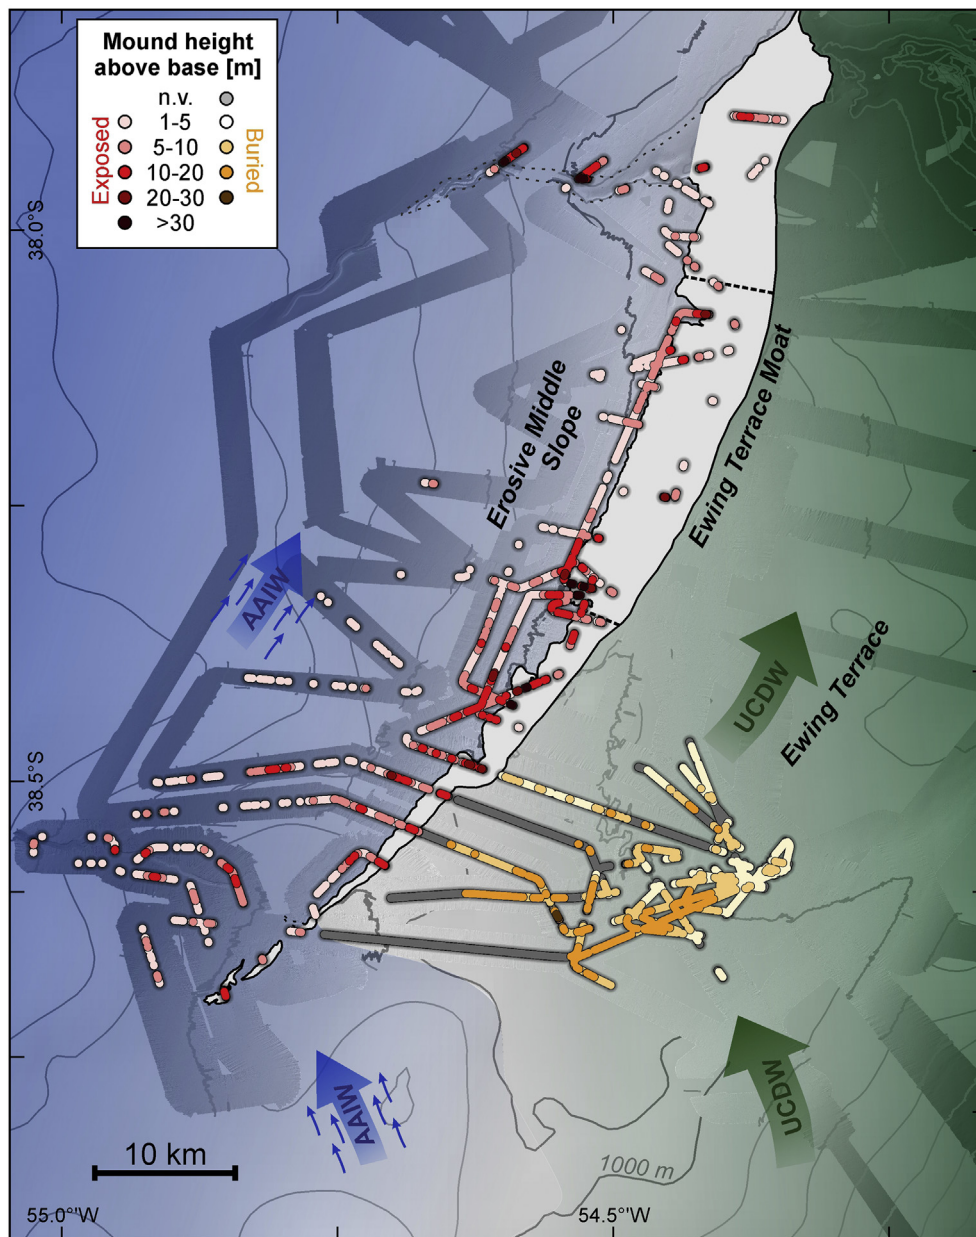 Mound height
above base [m]
n.v.
1-5
5-10
10-20
20-30
>30
Exposed
Buried
38.0°S
Erosive Middle
Slope
Ewing Terrace Moat
AAIW
UCDW
Ewing Terrace
38.5°S
AAIW
UCDW
10 km
1000 m
55.0°'W
54.5°'W